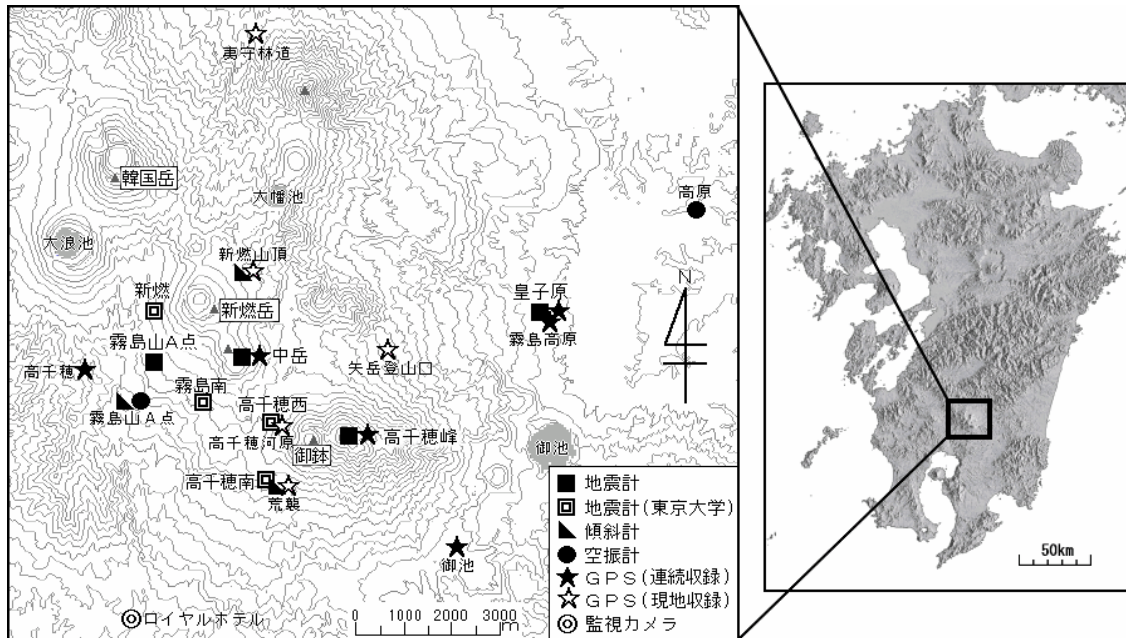 夷守林道
韓国岳
大幡池
高原
大浪池
新燃山頂
N
新燃
新燃岳
皇子原
霧島高原
霧島山A点
中岳
矢岳登山口
高千穂
霧島南
霧島山A点
高千穂西
高千穂河原
御鉢
高千穂峰
御池
高千穂南
荒襲
御池
ロイヤルホテル
0 1000 2000 3000
m
地震計
地震計(東京大学)
傾斜計
空振計
GPS(連続収録)
GPS(現地収録)
監視カメラ
50km